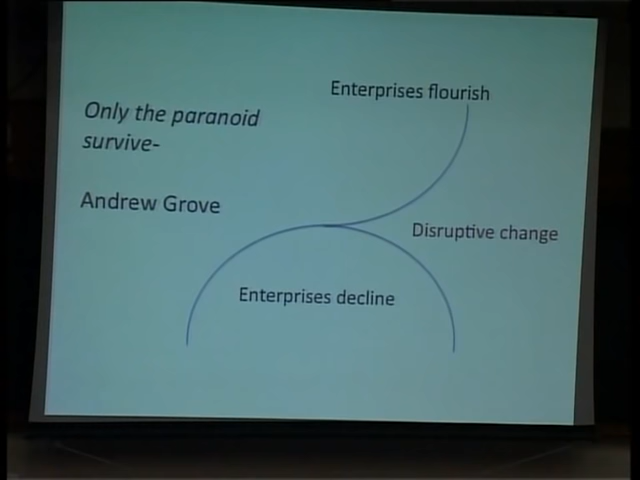 Enterprises flourish
Only the paranoid
survive-
Andrew Grove
Disruptive change
Enterprises decline